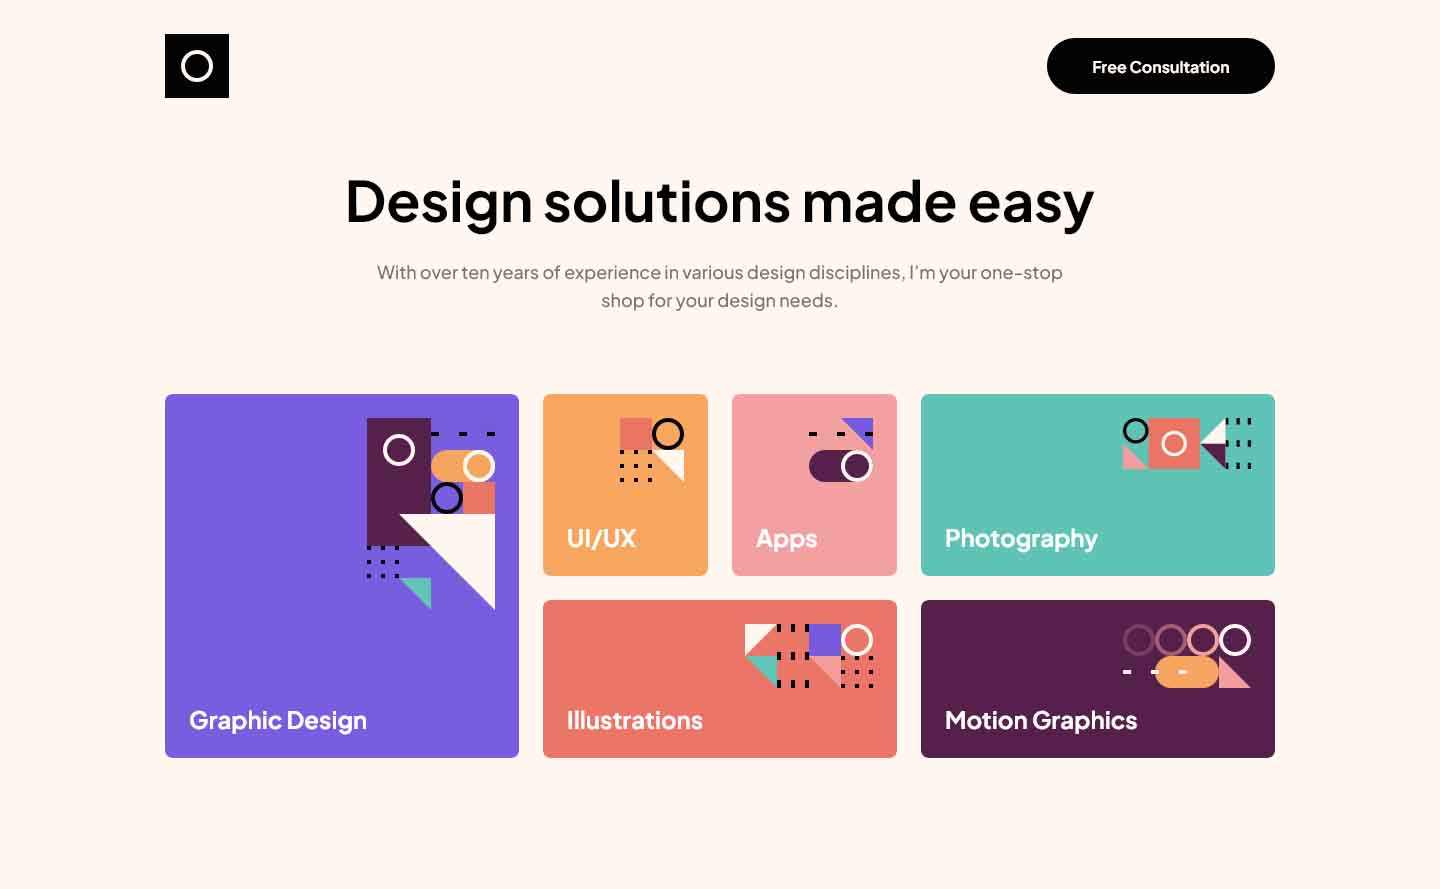 Free Consultation
Design solutions made easy
With over ten years of experience in various design disciplines, I’m your one-stop
shop for your design needs.
Graphic Design
UI/UX
Apps
Photography
Illustrations
Motion Graphics